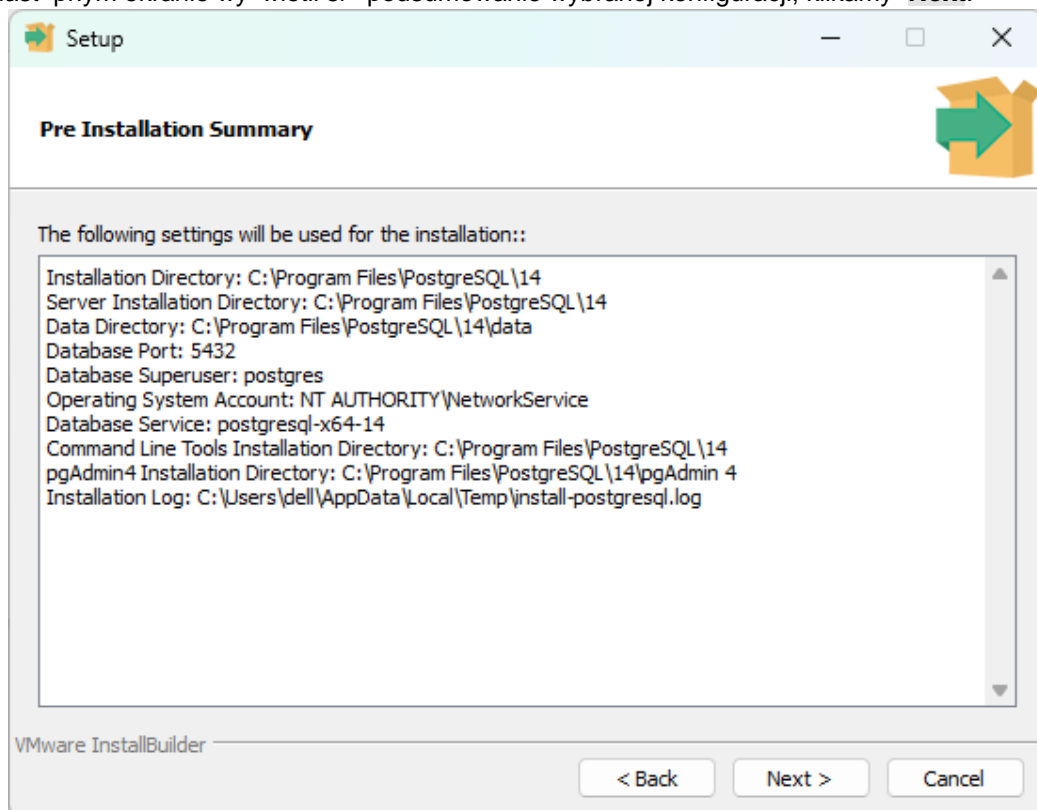 podsumowanie wybranej konfiguracji, klikamy
Setup
Pre Installation Summary
The following settings will be used for the installation::
Installation Directory: C:\Program Files\PostgreSQL\14
Server Installation Directory: C:\Program Files\PostgreSQL\14
Data Directory: C:\Program Files\PostgreSQL\14\data
Database Port: 5432
Database Superuser: postgres
Operating System Account: NT AUTHORITY\NetworkService
Database Service: postgresql-x64-14
Command Line Tools Installation Directory: C:\Program Files\PostgreSQL\14
pgAdmin4 Installation Directory: C:\Program Files\PostgreSQL\14\pgAdmin 4
Installation Log: C:\Users\dell\AppData\Local\Temp\install-postgresql.log
VMware InstallBuilder
< Back Next > Cancel